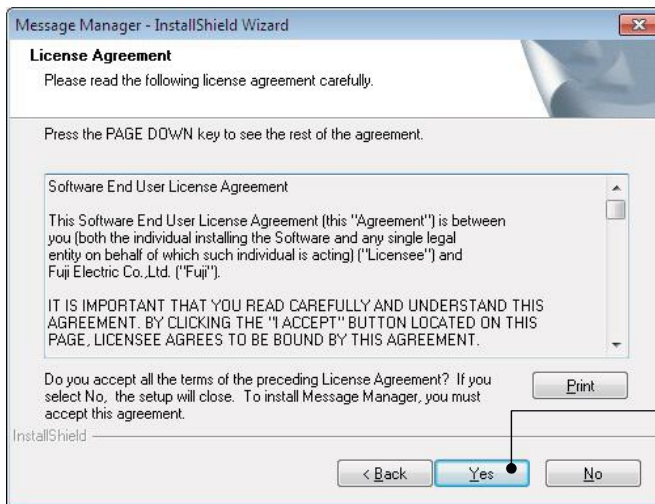 Message Manager - InstallShield Wizard
License Agreement
Please read the following license agreement carefully.
Press the PAGE DOWN key to see the rest of the agreement.
Software End User License Agreement
This Software End User License Agreement (this "Agreement") is between
you (both the individual installing the Software and any single legal
entity on behalf of which such individual is acting) ("Licensee") and
Fuji Electric Co.,Ltd. ("Fuji").
IT IS IMPORTANT THAT YOU READ CAREFULLY AND UNDERSTAND THIS
AGREEMENT. BY CLICKING THE "I ACCEPT" BUTTON LOCATED ON THIS
PAGE, LICENSEE AGREES TO BE BOUND BY THIS AGREEMENT.
Do you accept all the terms of the preceding License Agreement? If you
select No, the setup will close. To install Message Manager, you must
accept this agreement.
Print
InstallShield
< Back Yes No